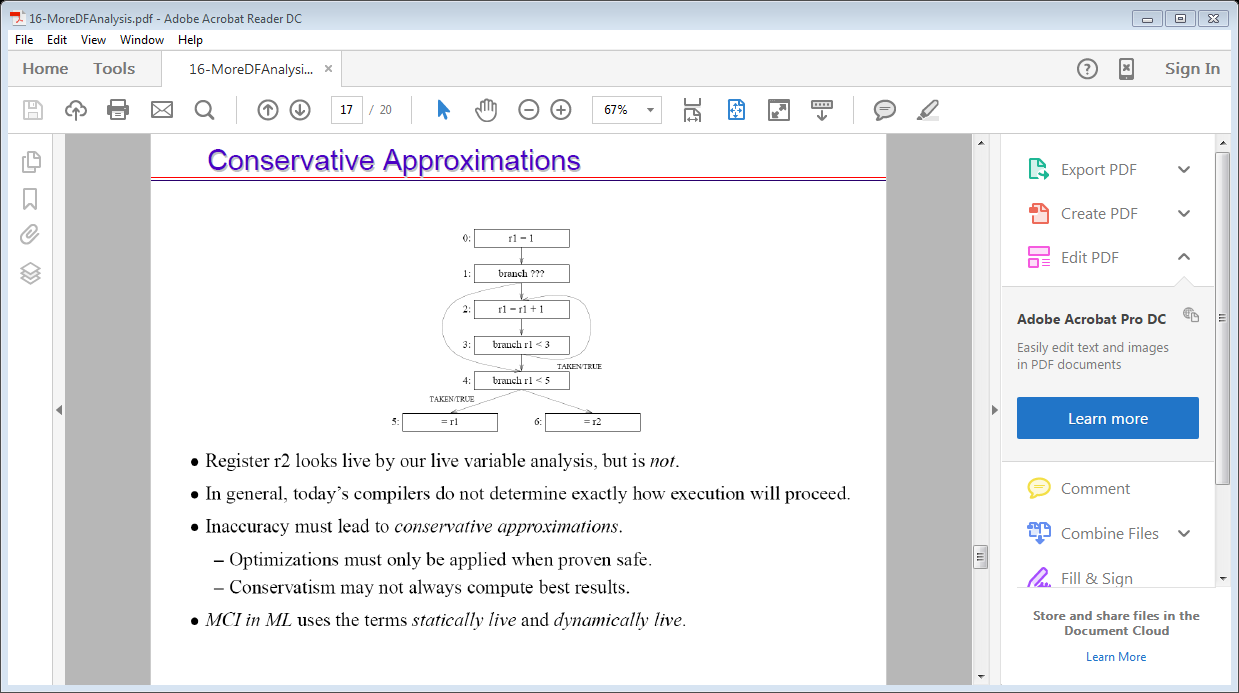 16-MoreDFAnalysis.pdf - Adobe Acrobat Reader DC
File Edit View Window Help
Home Tools 16-MoreDFAnalysi... × Sign In
17 / 20 67%
Conservative Approximations
0: r1 = 1
1: branch ???
2: r1 = r1 + 1
3: branch r1 < 3
TAKEN/TRUE
4: branch r1 < 5
TAKEN/TRUE
5: = r1 6: = r2
• Register r2 looks live by our live variable analysis, but is not.
• In general, today's compilers do not determine exactly how execution will proceed.
• Inaccuracy must lead to conservative approximations.
– Optimizations must only be applied when proven safe.
– Conservatism may not always compute best results.
• MCI in ML uses the terms statically live and dynamically live.
Export PDF
Create PDF
Edit PDF
Adobe Acrobat Pro DC
Easily edit text and images
in PDF documents
Learn more
Comment
Combine Files
Fill & Sign
Store and share files in the
Document Cloud
Learn More